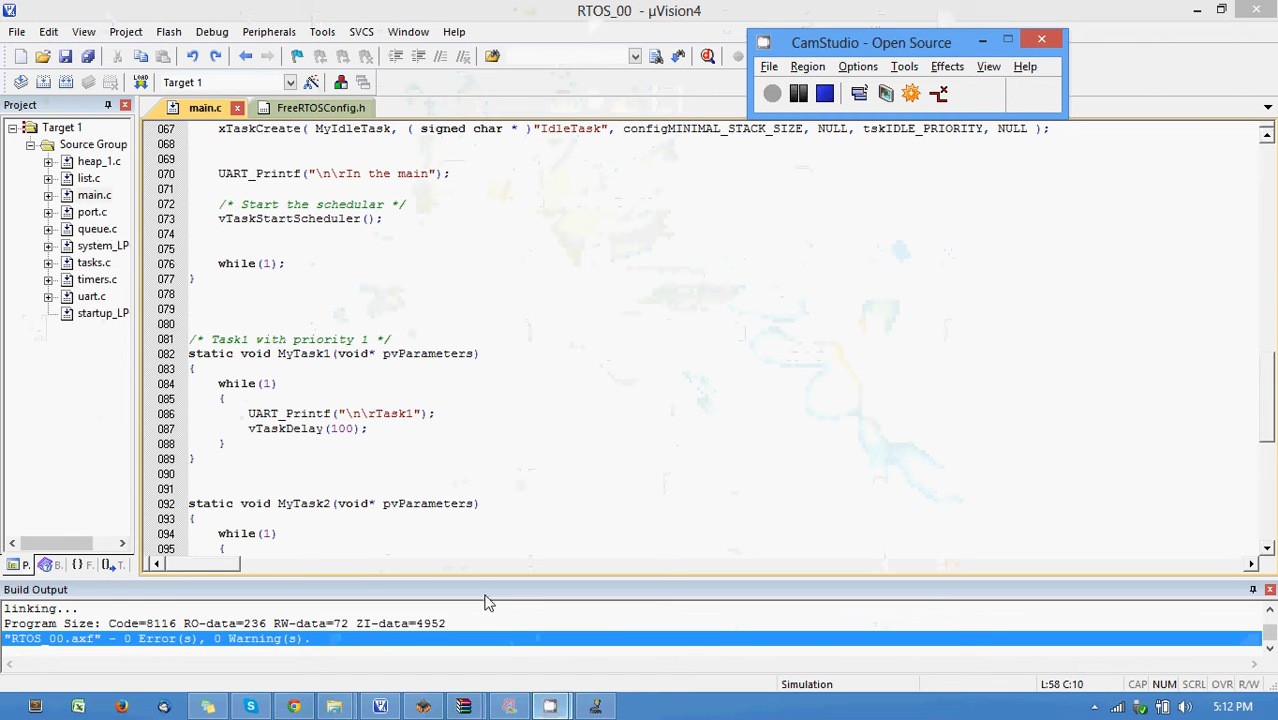 RTOS_00 - µVision4
File Edit View Project Flash Debug Peripherals Tools SVCS Window Help
CamStudio - Open Source
File Region Options Tools Effects View Help
LOAD Target 1
Project
main.c FreeRTOSConfig.h
Target 1
Source Group
heap_1.c
list.c
main.c
port.c
queue.c
system_LP
tasks.c
timers.c
uart.c
startup_LP
067 xTaskCreate( MyIdleTask, ( signed char * )"IdleTask", configMINIMAL_STACK_SIZE, NULL, tskIDLE_PRIORITY, NULL );
068
069
070 UART_Printf("\n\rIn the main");
071
072 /* Start the schedular */
073 vTaskStartScheduler();
074
075
076 while(1);
077 }
078
079
080
081 /* Task1 with priority 1 */
082 static void MyTask1(void* pvParameters)
083 {
084 while(1)
085 {
086 UART_Printf("\n\rTask1");
087 vTaskDelay(100);
088 }
089 }
090
091
092 static void MyTask2(void* pvParameters)
093 {
094 while(1)
095 {
P. B. {} F. T.
Build Output
linking...
Program Size: Code=8116 RO-data=236 RW-data=72 ZI-data=4952
"RTOS_00.axf" - 0 Error(s), 0 Warning(s).
Simulation L:58 C:10 CAP NUM SCRL OVR R/W
5:12 PM